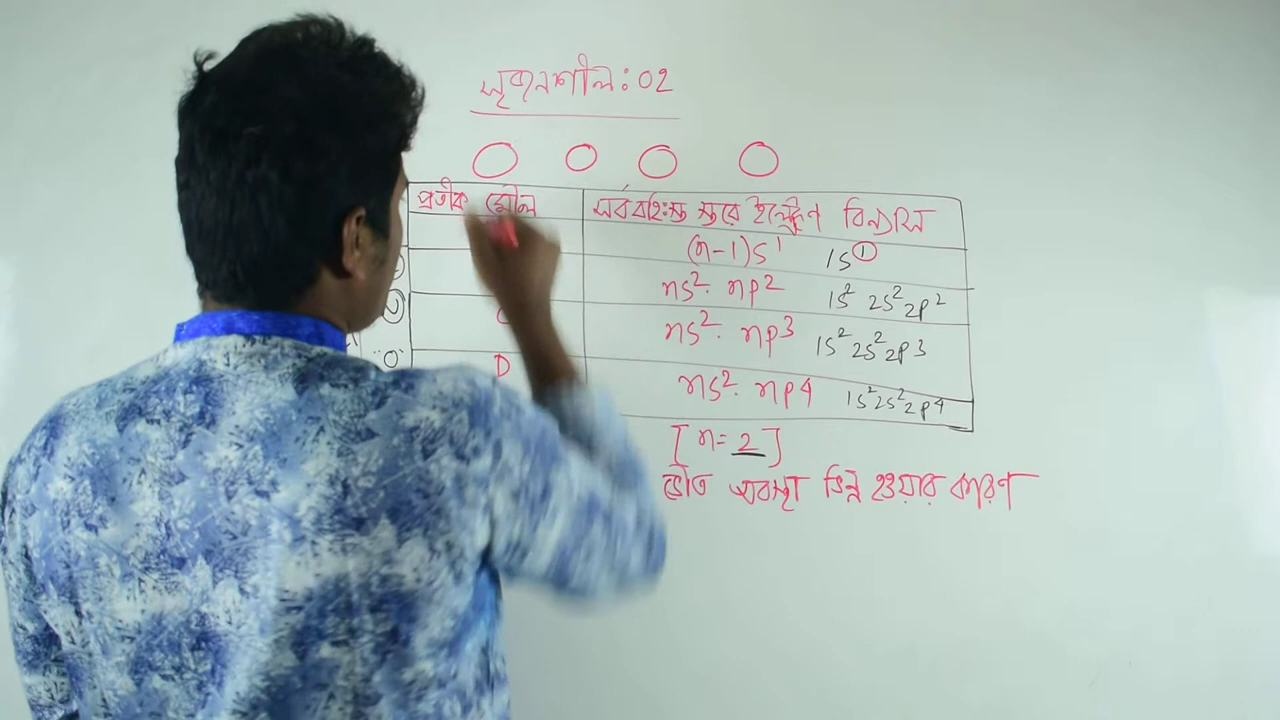 সৃজনশীল: 02
প্রতীক মৌল সর্ববহিঃস্থ স্তরে ইলেক্ট্রন বিন্যাস
(n-1)s¹ 1s¹
ns². np² 1s² 2s² 2p²
C ns². np³ 1s² 2s² 2p³
D ns². np4 1s² 2s² 2p4
[n= 2]
ভৌত অবস্থা ভিন্ন হওয়ার কারণ